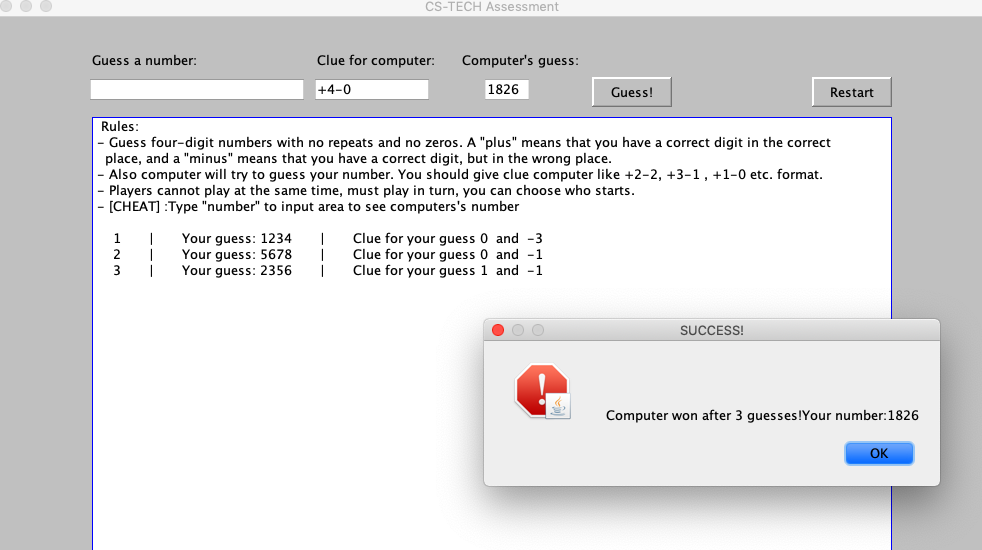 CS-TECH Assessment
Guess a number: Clue for computer: Computer's guess:
+4-0 1826 Guess! Restart
Rules:
- Guess four-digit numbers with no repeats and no zeros. A "plus" means that you have a correct digit in the correct
place, and a "minus" means that you have a correct digit, but in the wrong place.
- Also computer will try to guess your number. You should give clue computer like +2-2, +3-1 , +1-0 etc. format.
- Players cannot play at the same time, must play in turn, you can choose who starts.
- [CHEAT] :Type "number" to input area to see computers's number
1 | Your guess: 1234 | Clue for your guess 0 and -3
2 | Your guess: 5678 | Clue for your guess 0 and -1
3 | Your guess: 2356 | Clue for your guess 1 and -1
SUCCESS!
Computer won after 3 guesses!Your number:1826
OK